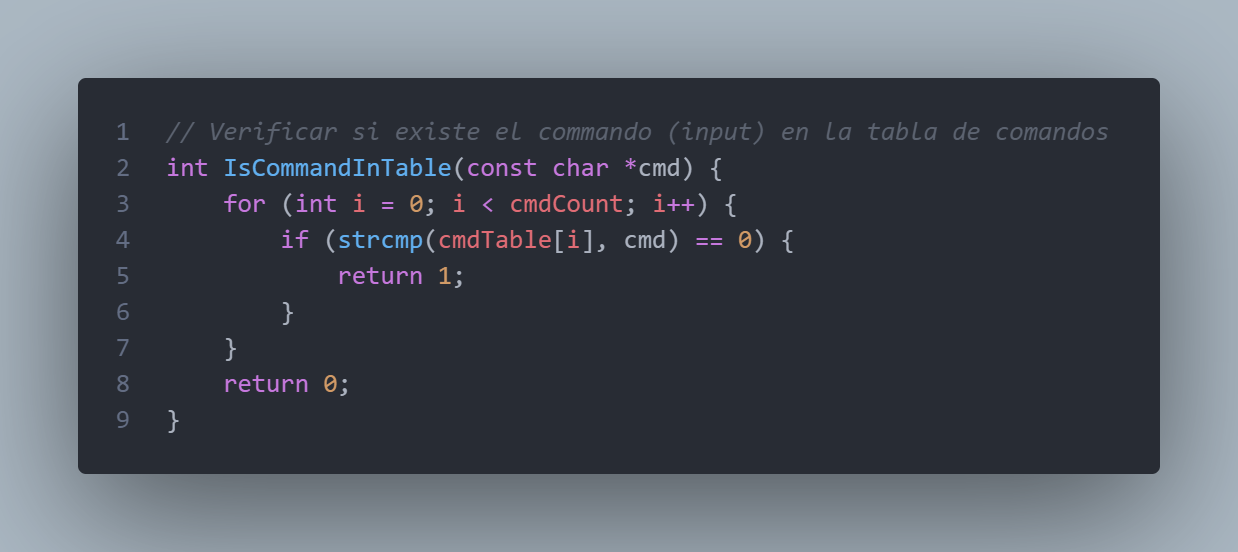 1 // Verificar si existe el commando (input) en la tabla de comandos
2 int IsCommandInTable(const char *cmd) {
3     for (int i = 0; i < cmdCount; i++) {
4         if (strcmp(cmdTable[i], cmd) == 0) {
5             return 1;
6         }
7     }
8     return 0;
9 }